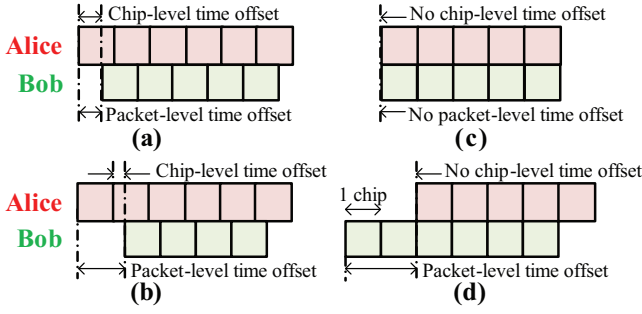 Chip-level time offset
Alice
Bob
Packet-level time offset
(a)
No chip-level time offset
No packet-level time offset
(c)
Chip-level time offset
Alice
Bob
Packet-level time offset
(b)
No chip-level time offset
1 chip
Packet-level time offset
(d)